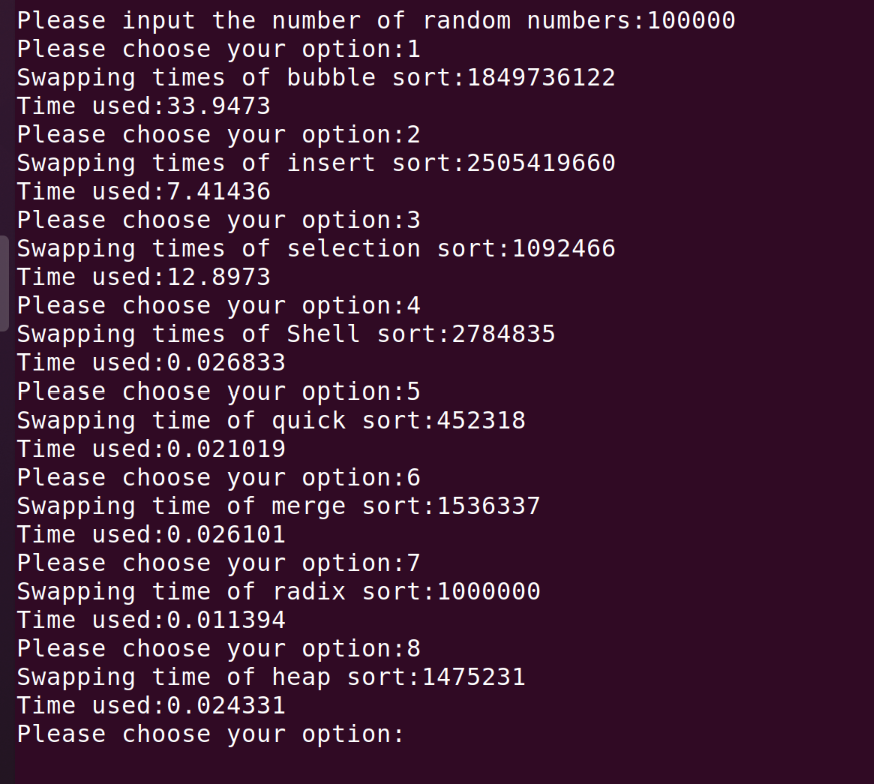 Please input the number of random numbers:100000
Please choose your option:1
Swapping times of bubble sort:1849736122
Time used:33.9473
Please choose your option:2
Swapping times of insert sort:2505419660
Time used:7.41436
Please choose your option:3
Swapping times of selection sort:1092466
Time used:12.8973
Please choose your option:4
Swapping times of Shell sort:2784835
Time used:0.026833
Please choose your option:5
Swapping time of quick sort:452318
Time used:0.021019
Please choose your option:6
Swapping time of merge sort:1536337
Time used:0.026101
Please choose your option:7
Swapping time of radix sort:1000000
Time used:0.011394
Please choose your option:8
Swapping time of heap sort:1475231
Time used:0.024331
Please choose your option: